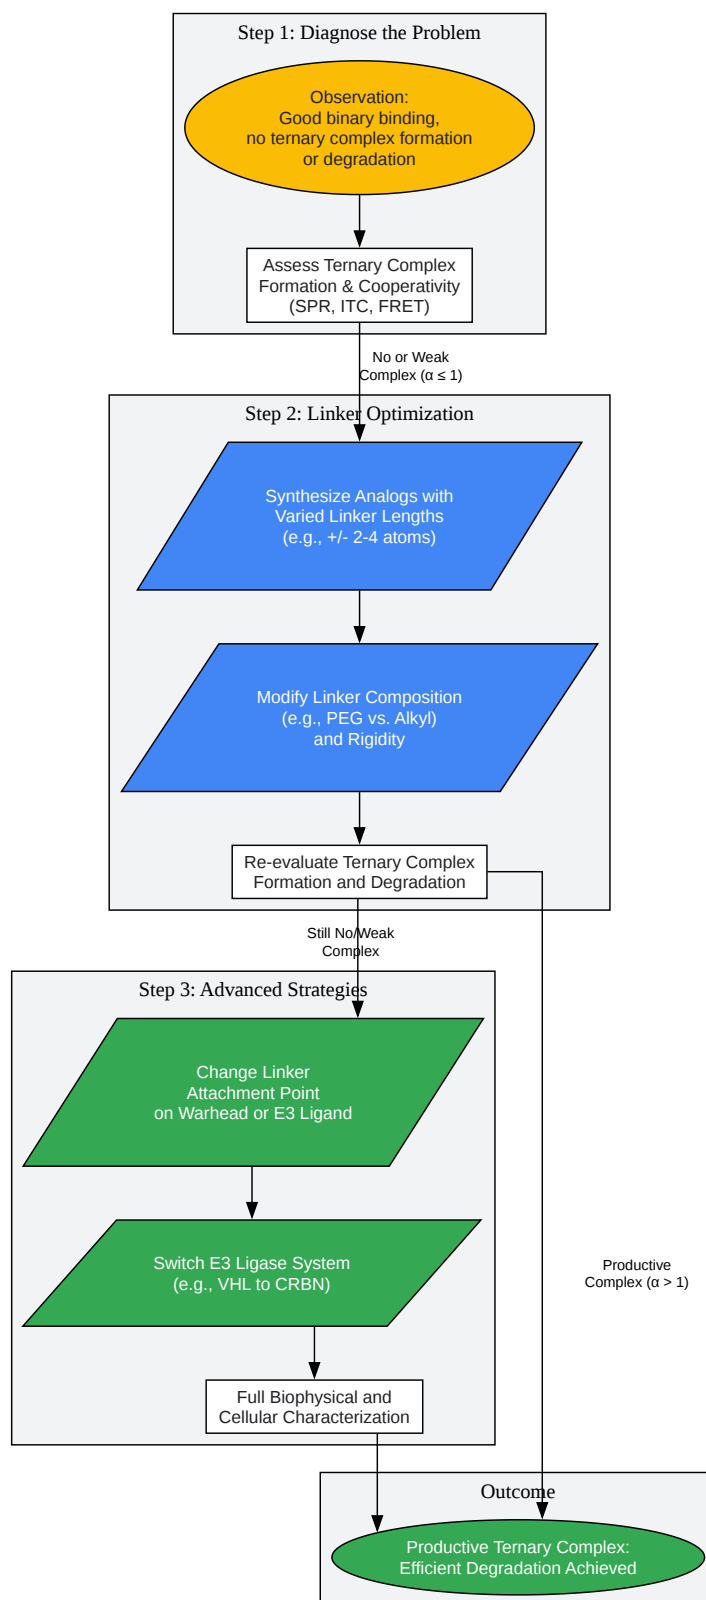 Step 1: Diagnose the Problem
Observation:
Good binary binding,
no ternary complex formation
or degradation
Assess Ternary Complex
Formation & Cooperativity
(SPR, ITC, FRET)
No or Weak
Complex (α ≤ 1)
Step 2: Linker Optimization
Synthesize Analogs with
Varied Linker Lengths
(e.g., +/- 2-4 atoms)
Modify Linker Composition
(e.g., PEG vs. Alkyl)
and Rigidity
Re-evaluate Ternary Complex
Formation and Degradation
Still No/Weak
Complex
Step 3: Advanced Strategies
Change Linker
Attachment Point
on Warhead or E3 Ligand
Switch E3 Ligase System
(e.g., VHL to CRBN)
Productive
Complex (α > 1)
Full Biophysical and
Cellular Characterization
Outcome
Productive Ternary Complex:
Efficient Degradation Achieved